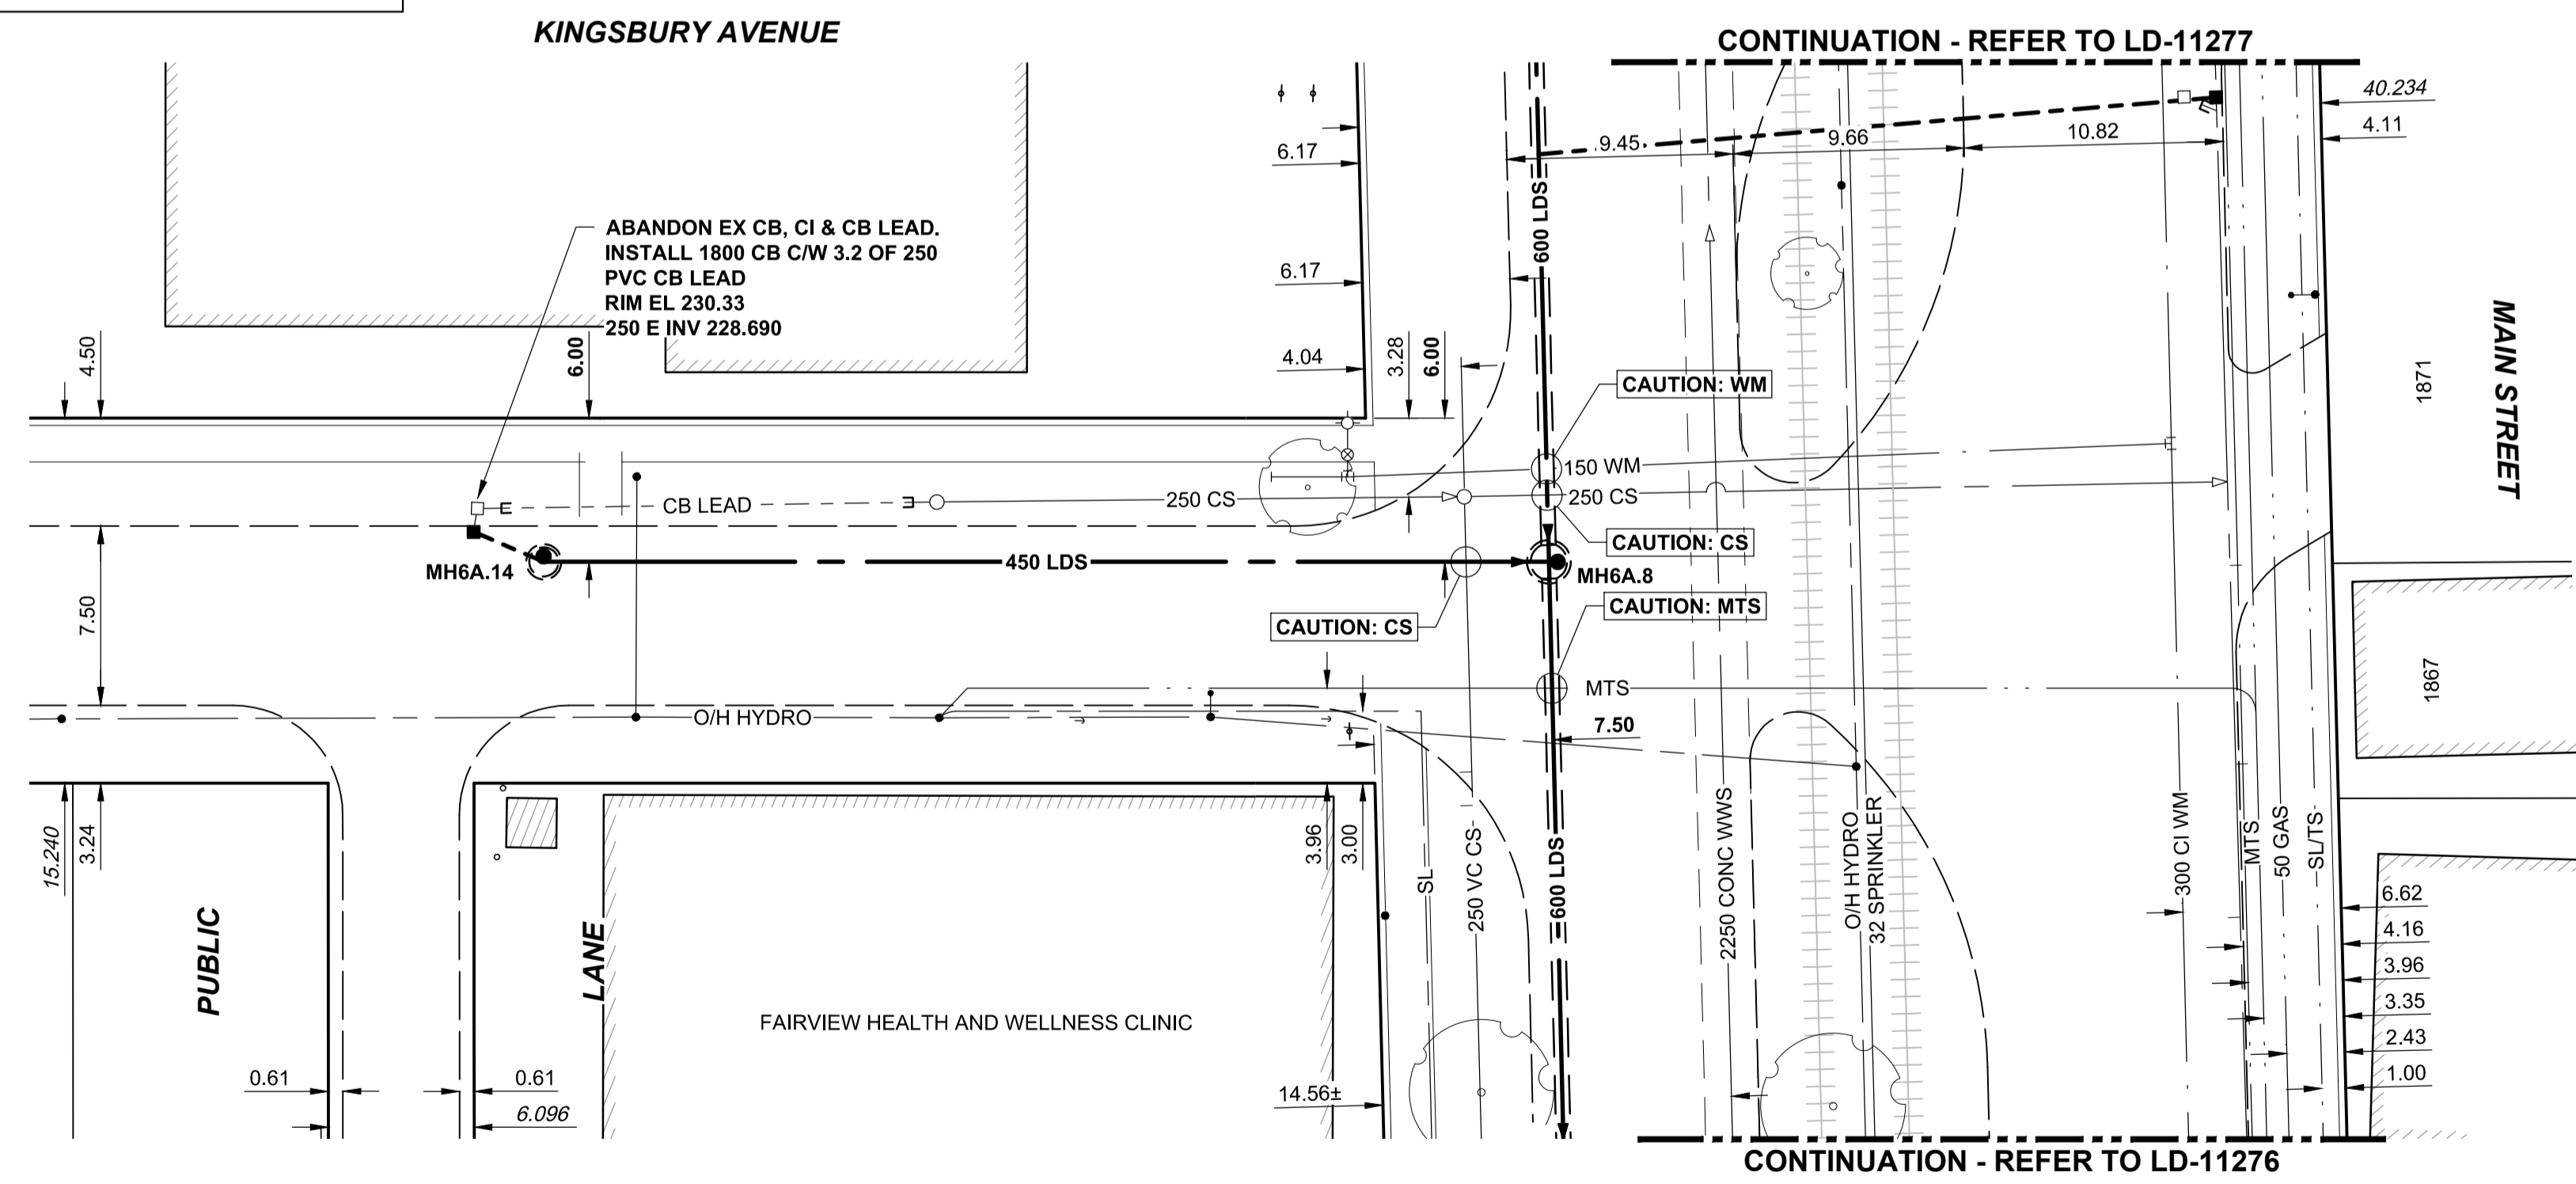 KINGSBURY AVENUE
CONTINUATION - REFER TO LD-11277
40.234
4.11
6.17
9.45
9.66
10.82
600 LDS
ABANDON EX CB, CI & CB LEAD.
INSTALL 1800 CB C/W 3.2 OF 250
PVC CB LEAD
RIM EL 230.33
250 E INV 228.690
6.17
4.50
6.00
4.04
3.28
6.00
CAUTION: WM
1871
MAIN STREET
150 WM
250 CS
250 CS
CB LEAD
CAUTION: CS
MH6A.14
450 LDS
MH6A.8
7.50
CAUTION: CS
CAUTION: MTS
MTS
1867
O/H HYDRO
7.50
15.240
3.24
3.96
3.00
SL
250 VC CS
600 LDS
2250 CONC WWS
O/H HYDRO
32 SPRINKLER
300 CI WM
MTS
50 GAS
SL/TS
6.62
4.16
3.96
3.35
2.43
1.00
PUBLIC
LANE
FAIRVIEW HEALTH AND WELLNESS CLINIC
0.61
0.61
6.096
14.56±
CONTINUATION - REFER TO LD-11276